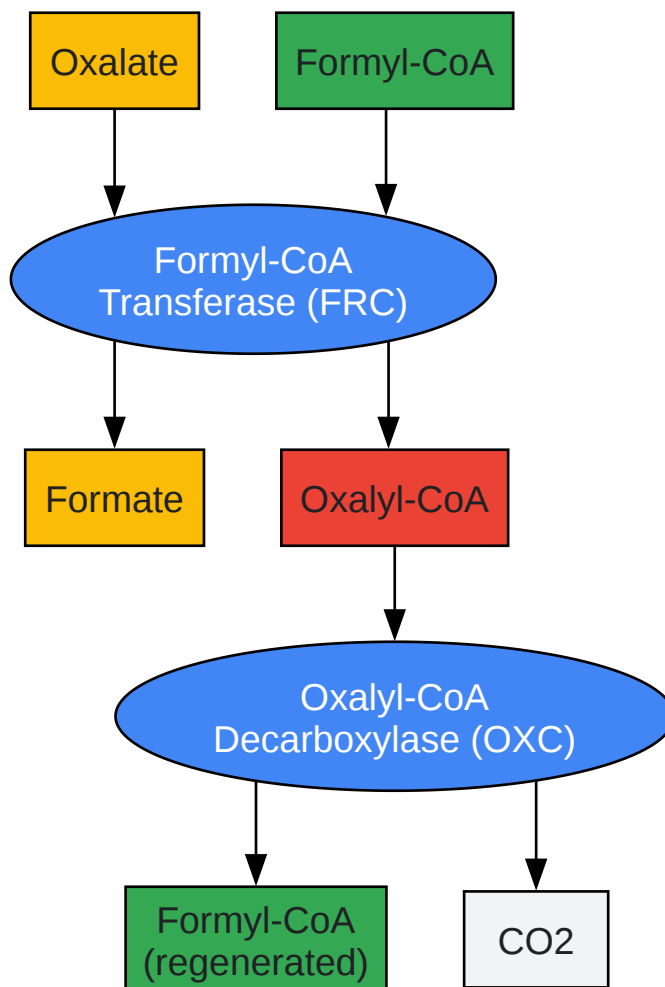 Oxalate
Formyl-CoA
Formyl-CoA
Transferase (FRC)
Formate
Oxalyl-CoA
Oxalyl-CoA
Decarboxylase (OXC)
Formyl-CoA
(regenerated)
CO2